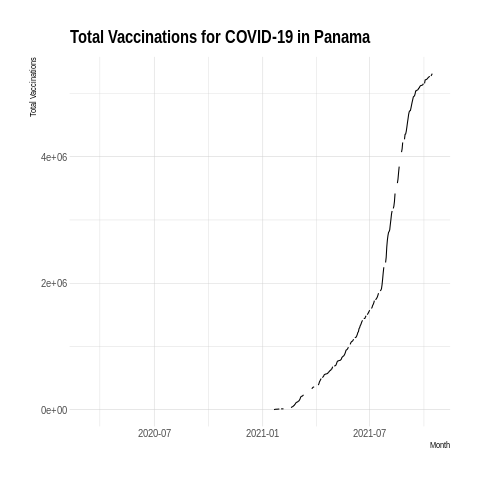 Total Vaccinations for COVID-19 in Panama
Total Vaccinations
4e+06
2e+06
0e+00
2020-07
2021-01
2021-07
Month